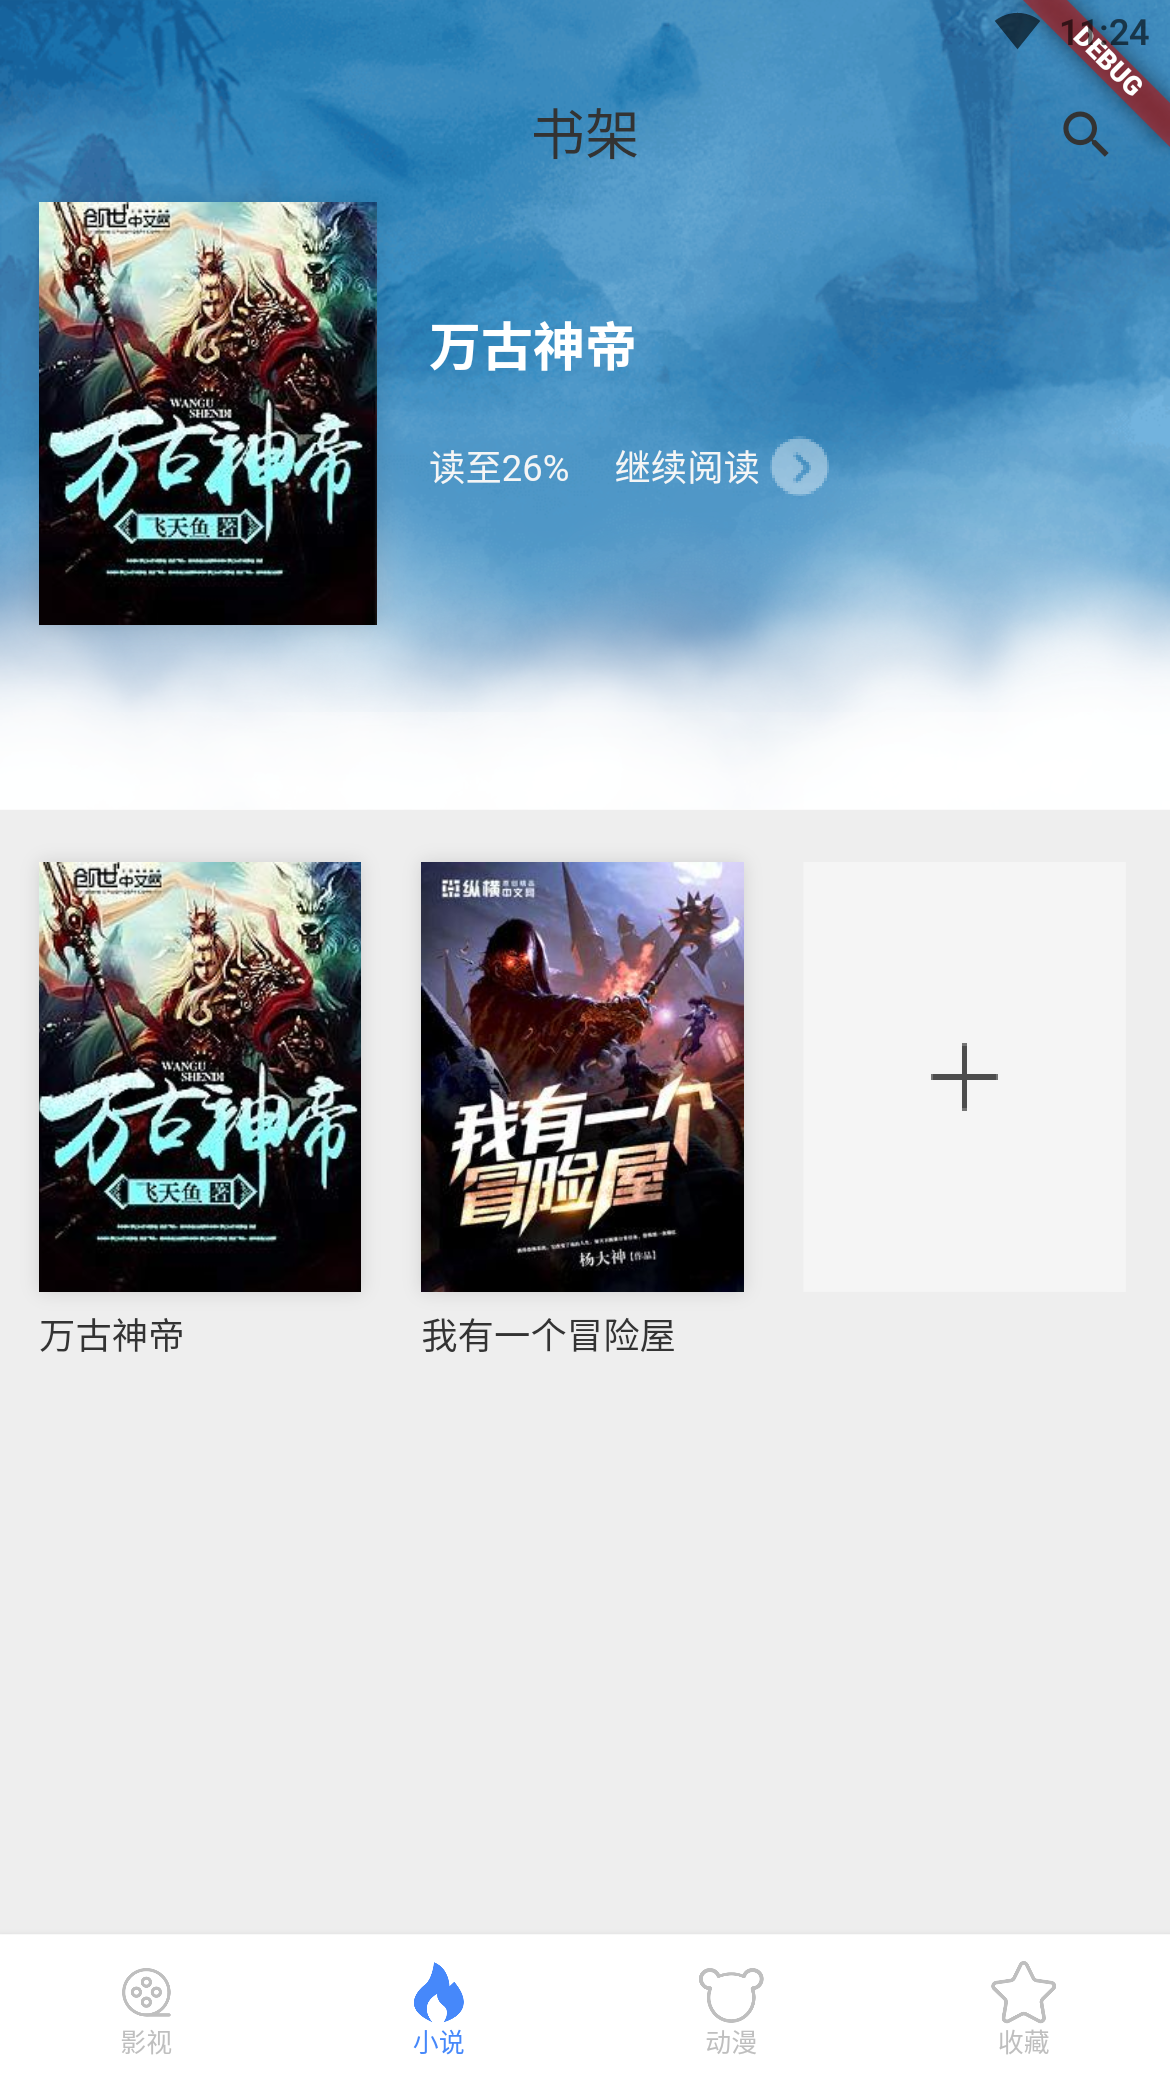 11:24
DEBUG
书架
创世中文网
WANGU
SHENDI
万古神帝
飞天鱼 著
万古神帝
读至26% 继续阅读
创世中文网
WANGU
SHENDI
万古神帝
飞天鱼 著
纵横
中文网
我有一个
冒险屋
杨大神【作品】
万古神帝
我有一个冒险屋
影视
小说
动漫
收藏